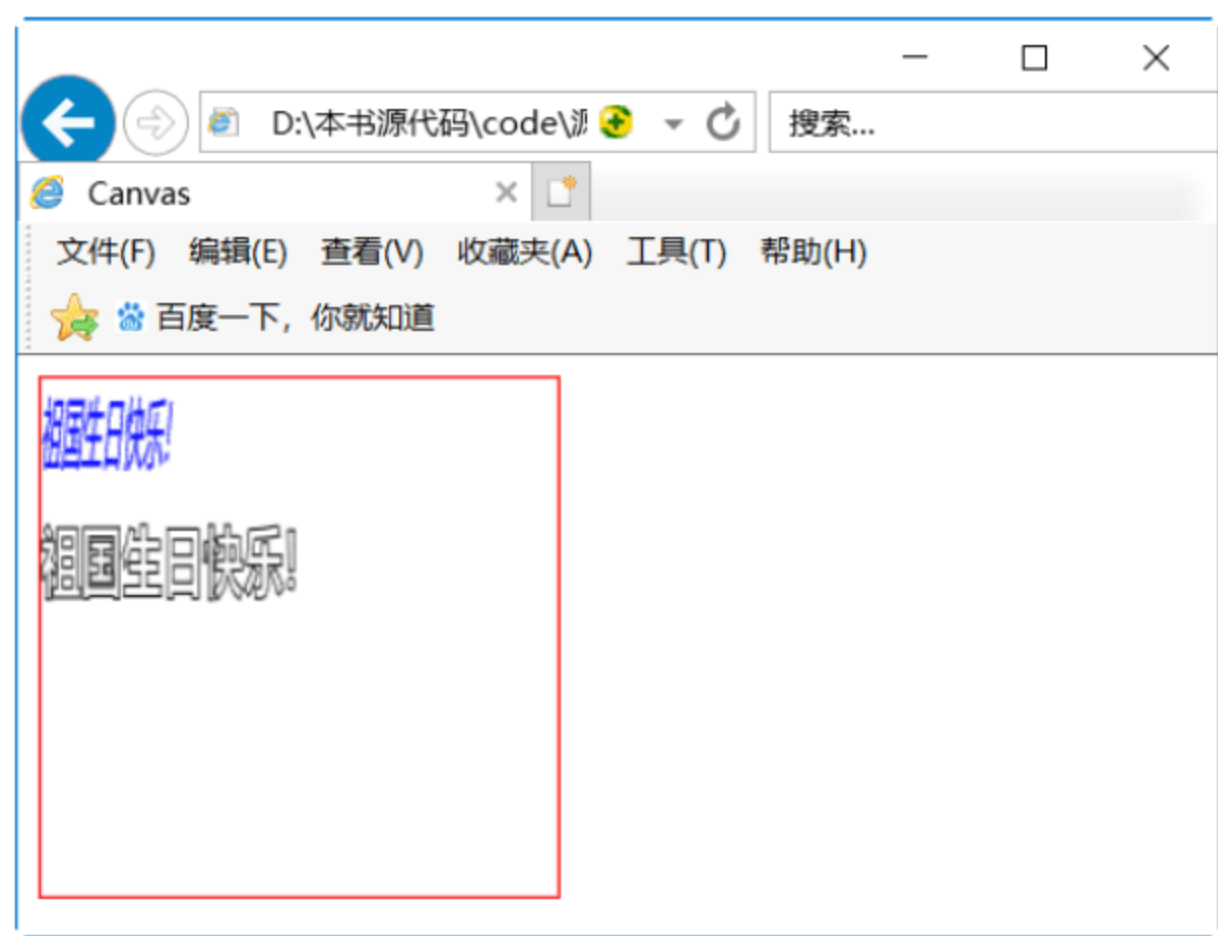 D:\本书源代码\code\
搜索...
Canvas
文件(F) 编辑(E) 查看(V) 收藏夹(A) 工具(T) 帮助(H)
百度一下，你就知道
祖国生日快乐!
祖国生日快乐!